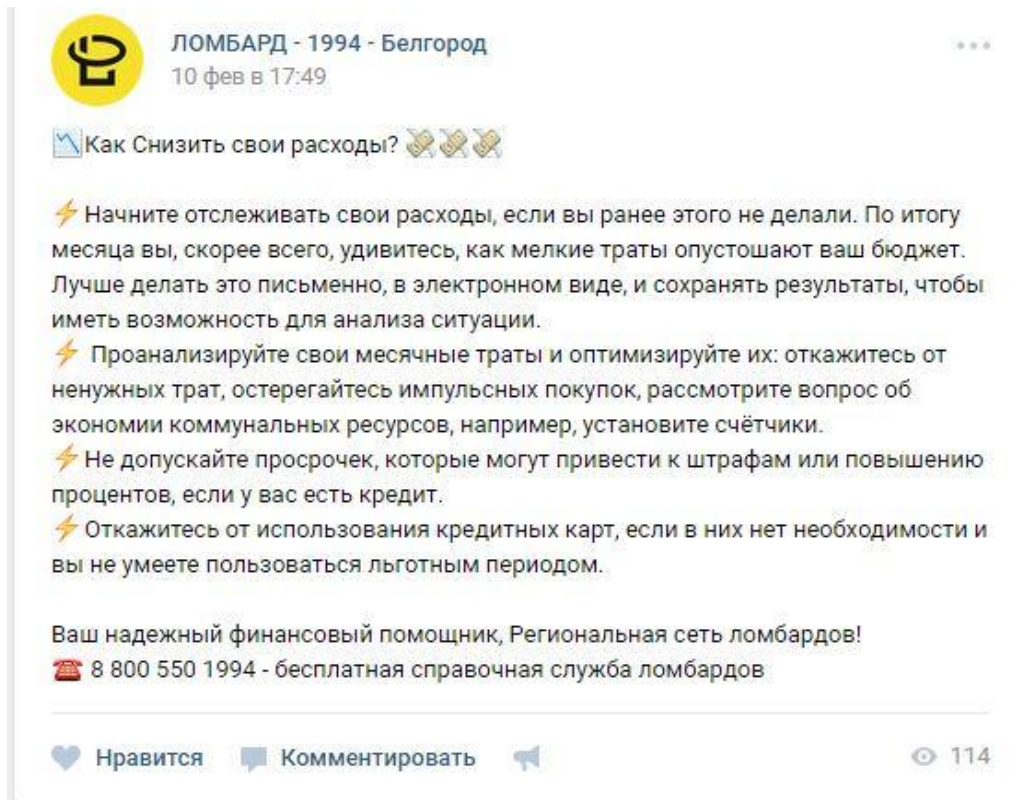 ЛОМБАРД - 1994 - Белгород
10 фев в 17:49
Как Снизить свои расходы?
Начните отслеживать свои расходы, если вы ранее этого не делали. По итогу
месяца вы, скорее всего, удивитесь, как мелкие траты опустошают ваш бюджет.
Лучше делать это письменно, в электронном виде, и сохранять результаты, чтобы
иметь возможность для анализа ситуации.
Проанализируйте свои месячные траты и оптимизируйте их: откажитесь от
ненужных трат, остерегайтесь импульсных покупок, рассмотрите вопрос об
экономии коммунальных ресурсов, например, установите счётчики.
Не допускайте просрочек, которые могут привести к штрафам или повышению
процентов, если у вас есть кредит.
Откажитесь от использования кредитных карт, если в них нет необходимости и
вы не умеете пользоваться льготным периодом.
Ваш надежный финансовый помощник, Региональная сеть ломбардов!
8 800 550 1994 - бесплатная справочная служба ломбардов
Нравится Комментировать 114